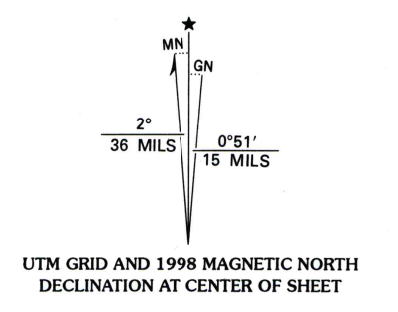 MN
GN
2°
36 MILS
0°51′
15 MILS
UTM GRID AND 1998 MAGNETIC NORTH
DECLINATION AT CENTER OF SHEET